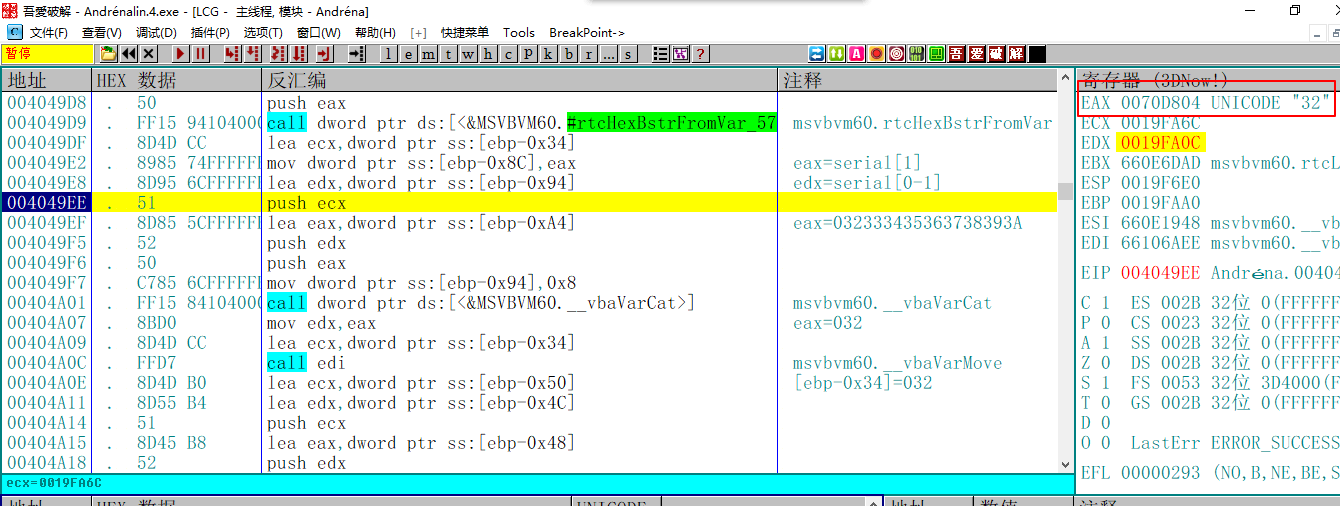 吾愛破解 - Andrénalin.4.exe - [LCG - 主线程, 模块 - Andréna]
文件(F) 查看(V) 调试(D) 插件(P) 选项(T) 窗口(W) 帮助(H) [+] 快捷菜单 Tools BreakPoint->
暂停 l e m t w h c p k b r ... s ? 吾 爱 破 解
地址 HEX 数据 反汇编 注释 寄存器 (3DNow!)
004049D8 . 50 push eax EAX 0070D804 UNICODE "32"
004049D9 . FF15 94104000 call dword ptr ds:[<&MSVBVM60.#rtcHexBstrFromVar_57 msvbvm60.rtcHexBstrFromVar ECX 0019FA6C
004049DF . 8D4D CC lea ecx,dword ptr ss:[ebp-0x34] EDX 0019FA0C
004049E2 . 8985 74FFFFFF mov dword ptr ss:[ebp-0x8C],eax eax=serial[1] EBX 660E6DAD msvbvm60.rtcL
004049E8 . 8D95 6CFFFFFF lea edx,dword ptr ss:[ebp-0x94] edx=serial[0-1] ESP 0019F6E0
004049EE . 51 push ecx EBP 0019FAA0
004049EF . 8D85 5CFFFFFF lea eax,dword ptr ss:[ebp-0xA4] eax=032333435363738393A ESI 660E1948 msvbvm60.__vb
004049F5 . 52 push edx EDI 66106AEE msvbvm60.__vb
004049F6 . 50 push eax
004049F7 . C785 6CFFFFFF mov dword ptr ss:[ebp-0x94],0x8 EIP 004049EE
00404A01 . FF15 84104000 call dword ptr ds:[<&MSVBVM60.__vbaVarCat>] msvbvm60.__vbaVarCat C 1 ES 002B 32位 0(FFFFFF
00404A07 . 8BD0 mov edx,eax eax=032 P 0 CS 0023 32位 0(FFFFFF
00404A09 . 8D4D CC lea ecx,dword ptr ss:[ebp-0x34] A 1 SS 002B 32位 0(FFFFFF
00404A0C . FFD7 call edi msvbvm60.__vbaVarMove Z 0 DS 002B 32位 0(FFFFFF
00404A0E . 8D4D B0 lea ecx,dword ptr ss:[ebp-0x50] [ebp-0x34]=032 S 1 FS 0053 32位 3D4000(F
00404A11 . 8D55 B4 lea edx,dword ptr ss:[ebp-0x4C] T 0 GS 002B 32位 0(FFFFFF
00404A14 . 51 push ecx D 0
00404A15 . 8D45 B8 lea eax,dword ptr ss:[ebp-0x48] O 0 LastErr ERROR_SUCCESS
00404A18 . 52 push edx EFL 00000293 (NO,B,NE,BE,S
ecx=0019FA6C
地址 HEX 数据 UNICODE 地址 数值 注释